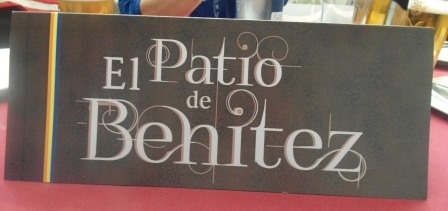 El Patio
de
Benitez